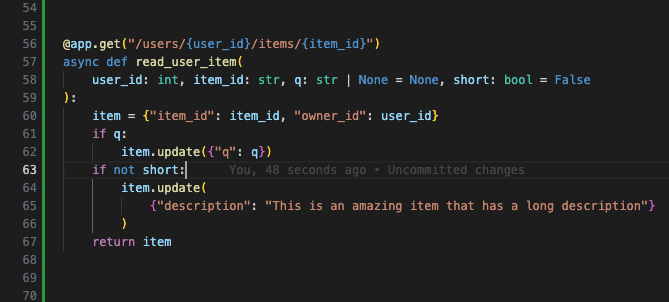 54
55
56 @app.get("/users/{user_id}/items/{item_id}")
57 async def read_user_item(
58     user_id: int, item_id: str, q: str | None = None, short: bool = False
59 ):
60     item = {"item_id": item_id, "owner_id": user_id}
61     if q:
62         item.update({"q": q})
63     if not short:      You, 48 seconds ago • Uncommitted changes
64         item.update(
65             {"description": "This is an amazing item that has a long description"}
66         )
67     return item
68
69
70